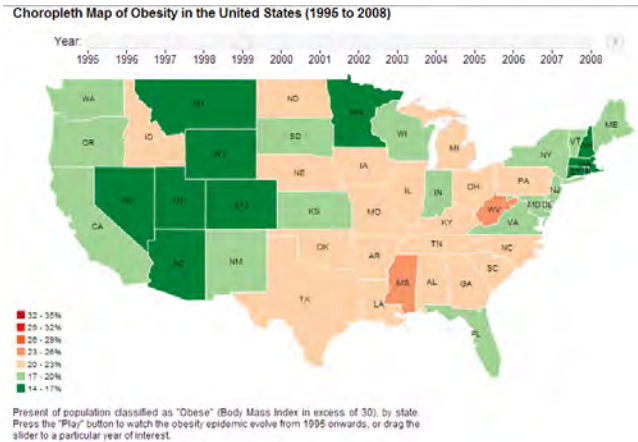 Choropleth Map of Obesity in the United States (1995 to 2008)
Year:
1995 1996 1997 1998 1999 2000 2001 2002 2003 2004 2005 2006 2007 2008
WA
ND
MN
ME
VT
OR
ID
SD
WI
NY
WY
MI
NE
IA
PA
NJ
OH
IL
IN
MD DE
CA
KS
MO
WV
VA
KY
TN
NC
AZ
NM
OK
AR
SC
MS
AL
GA
TX
LA
FL
32 - 35%
26 - 29%
23 - 26%
20 - 23%
17 - 20%
14 - 17%
Present of population classified as "Obese" (Body Mass Index in excess of 30), by state.
Press the "Play" button to watch the obesity epidemic evolve from 1995 onwards, or drag the
slider to a particular year of interest.